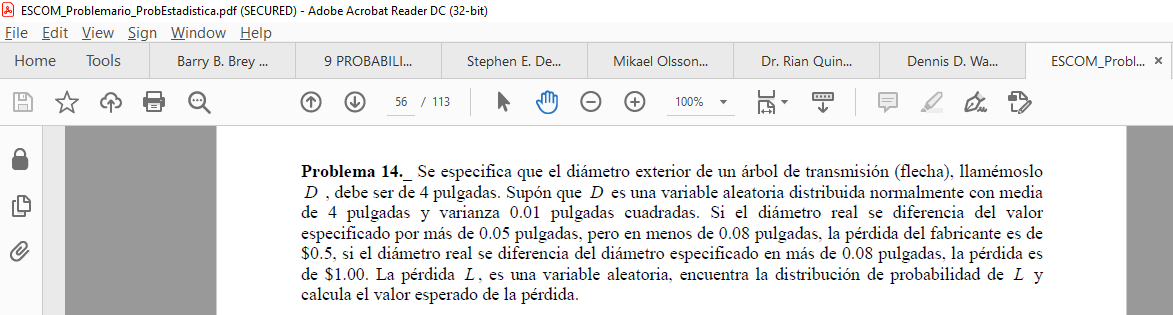 ESCOM_Problemario_ProbEstadistica.pdf (SECURED) - Adobe Acrobat Reader DC (32-bit)
File Edit View Sign Window Help
Home Tools Barry B. Brey ... 9 PROBABILI... Stephen E. De... Mikael Olsson... Dr. Rian Quin... Dennis D. Wa... ESCOM_Probl... ×
56 / 113 100%
Problema 14._ Se especifica que el diámetro exterior de un árbol de transmisión (flecha), llamémoslo
D , debe ser de 4 pulgadas. Supón que D es una variable aleatoria distribuida normalmente con media
de 4 pulgadas y varianza 0.01 pulgadas cuadradas. Si el diámetro real se diferencia del valor
especificado por más de 0.05 pulgadas, pero en menos de 0.08 pulgadas, la pérdida del fabricante es de
$0.5, si el diámetro real se diferencia del diámetro especificado en más de 0.08 pulgadas, la pérdida es
de $1.00. La pérdida L, es una variable aleatoria, encuentra la distribución de probabilidad de L y
calcula el valor esperado de la pérdida.